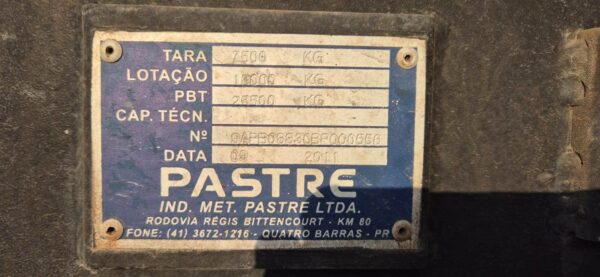 TARA 7500 KG
LOTAÇÃO KG
PBT 25500 KG
CAP. TÉCN.
Nº
DATA 2011
PASTRE
IND. MET. PASTRE LTDA.
RODOVIA RÉGIS BITTENCOURT - KM 80
FONE: (41) 3672-1216 - QUATRO BARRAS - PR